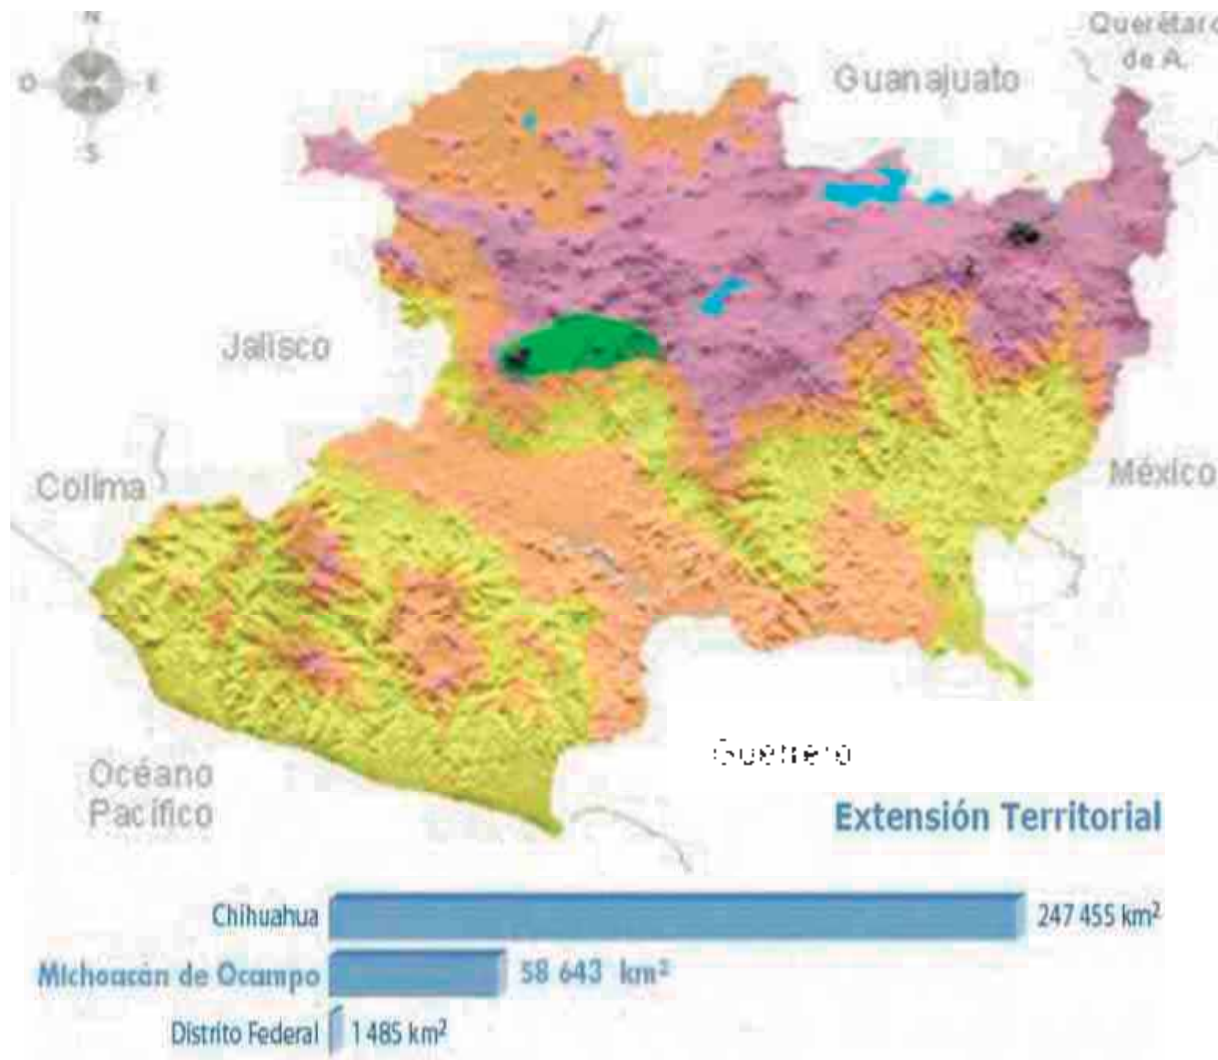 N
O
E
S
Querétaro
de A.
Guanajuato
Jalisco
Colima
México
Guerrero
Océano
Pacífico
Extensión Territorial
Chihuahua
247 455 km²
Michoacán de Ocampo
58 643 km²
Distrito Federal
1 485 km²